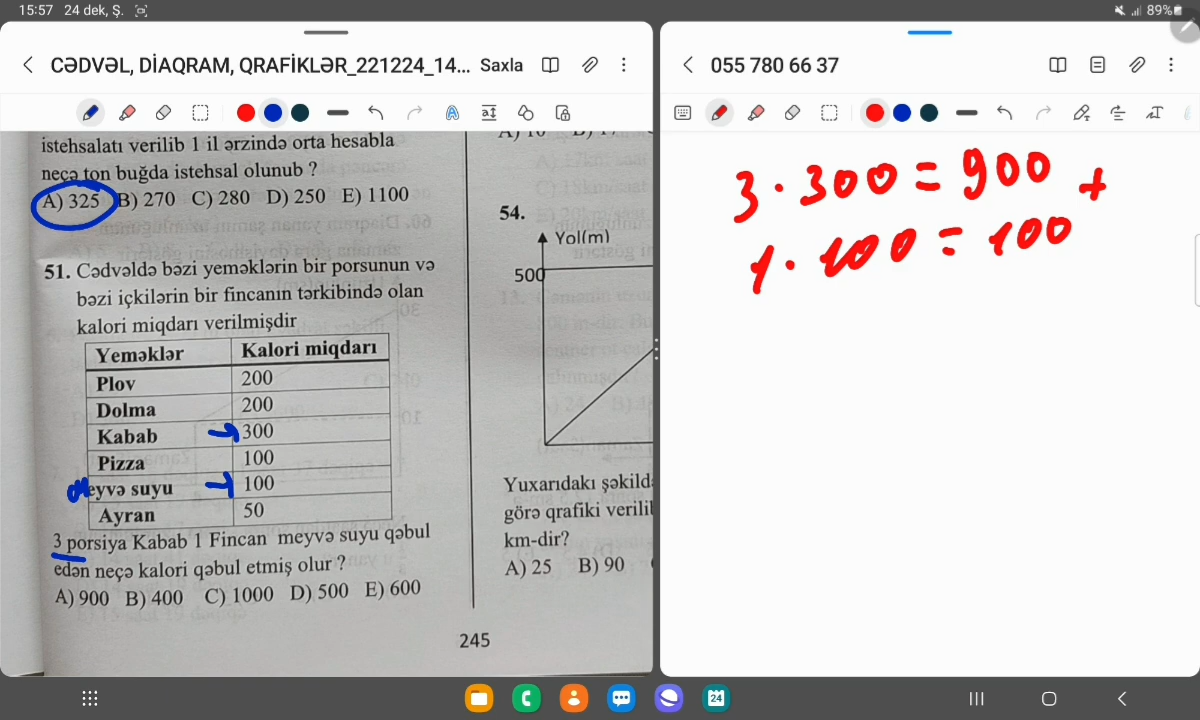 15:57 24 dek, Ş. 89%
CƏDVƏL, DİAQRAM, QRAFİKLƏR_221224_14... Saxla
istehsalatı verilib 1 il ərzində orta hesabla
neçə ton buğda istehsal olunub ?
A) 325 B) 270 C) 280 D) 250 E) 1100
51. Cədvəldə bəzi yeməklərin bir porsunun və
bəzi içkilərin bir fincanın tərkibində olan
kalori miqdarı verilmişdir
Yeməklər Kalori miqdarı
Plov 200
Dolma 200
Kabab 300
Pizza 100
Meyvə suyu 100
Ayran 50
3 porsiya Kabab 1 Fincan meyvə suyu qəbul
edən neçə kalori qəbul etmiş olur ?
A) 900 B) 400 C) 1000 D) 500 E) 600
245
54.
Yol(m)
500
Yuxarıdakı şəkild
görə qrafiki verili
km-dir?
A) 25 B) 90
055 780 66 37
3 · 300 = 900 +
1 · 100 = 100
24